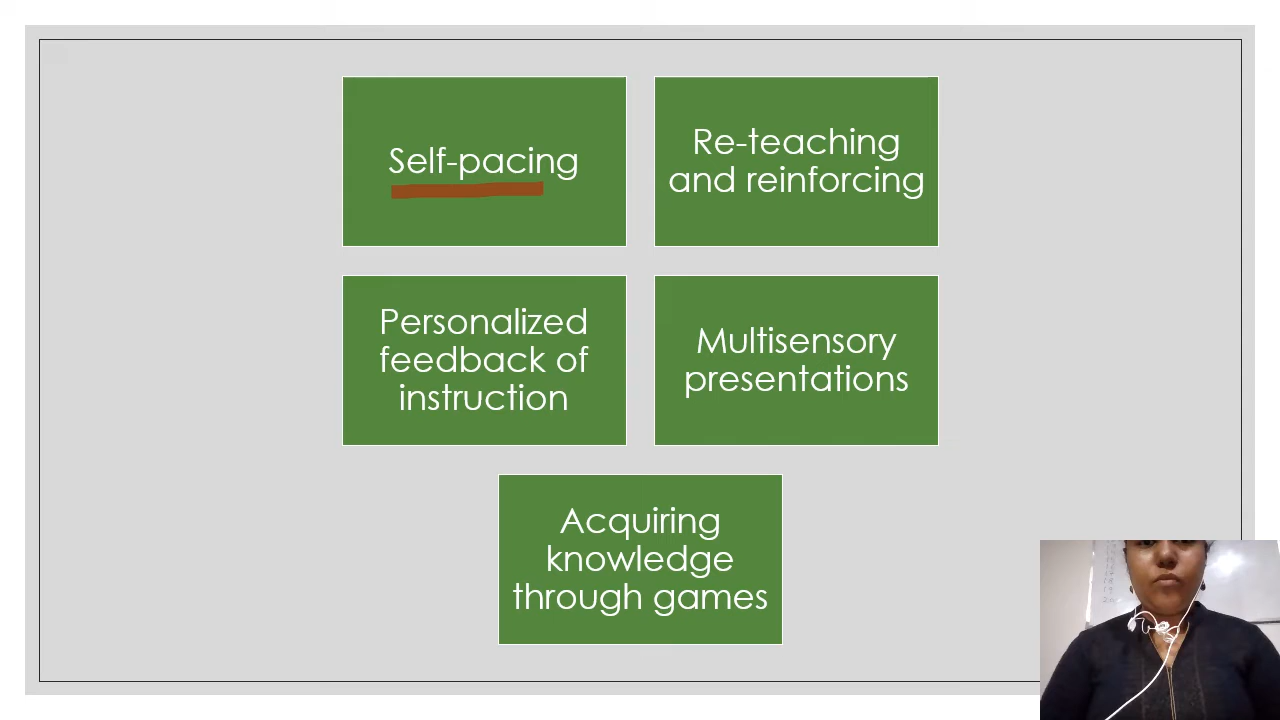 Self-pacing
Re-teaching
and reinforcing
Personalized
feedback of
instruction
Multisensory
presentations
Acquiring
knowledge
through games